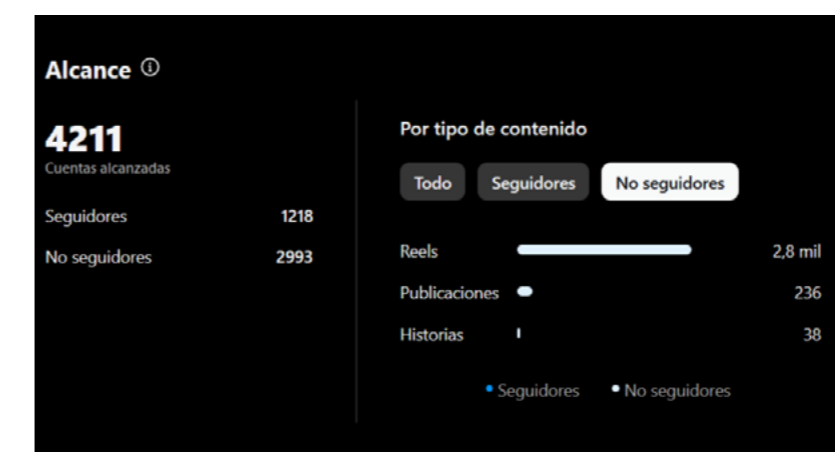 Alcance
4211
Cuentas alcanzadas
Seguidores 1218
No seguidores 2993
Por tipo de contenido
Todo Seguidores No seguidores
Reels 2,8 mil
Publicaciones 236
Historias 38
Seguidores No seguidores